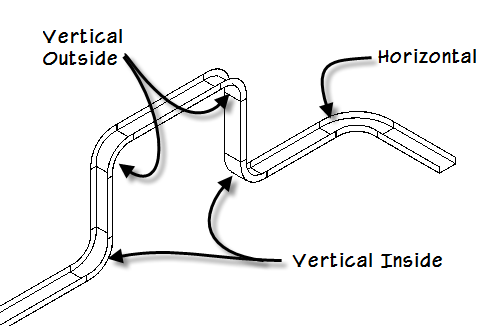 Vertical
Outside
Horizontal
Vertical Inside